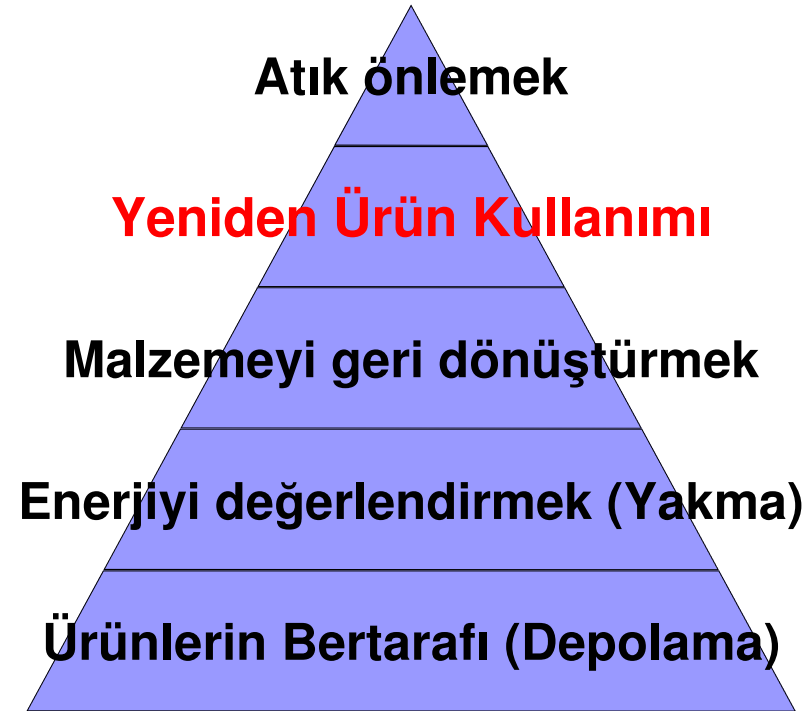 Atık önlemek
Yeniden Ürün Kullanımı
Malzemeyi geri dönüştürmek
Enerjiyi değerlendirmek (Yakma)
Ürünlerin Bertarafı (Depolama)